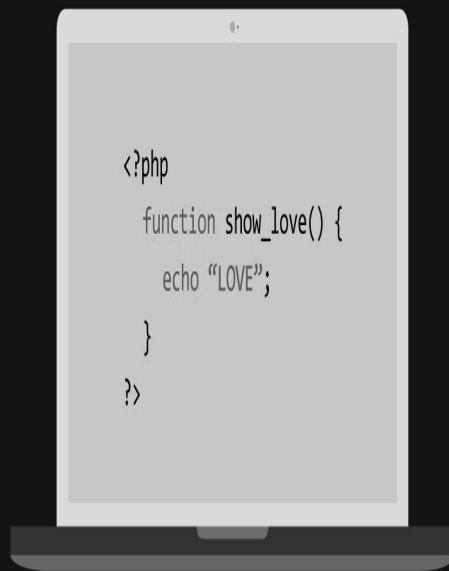 <?php
function show_love() {
echo “LOVE”;
}
?>